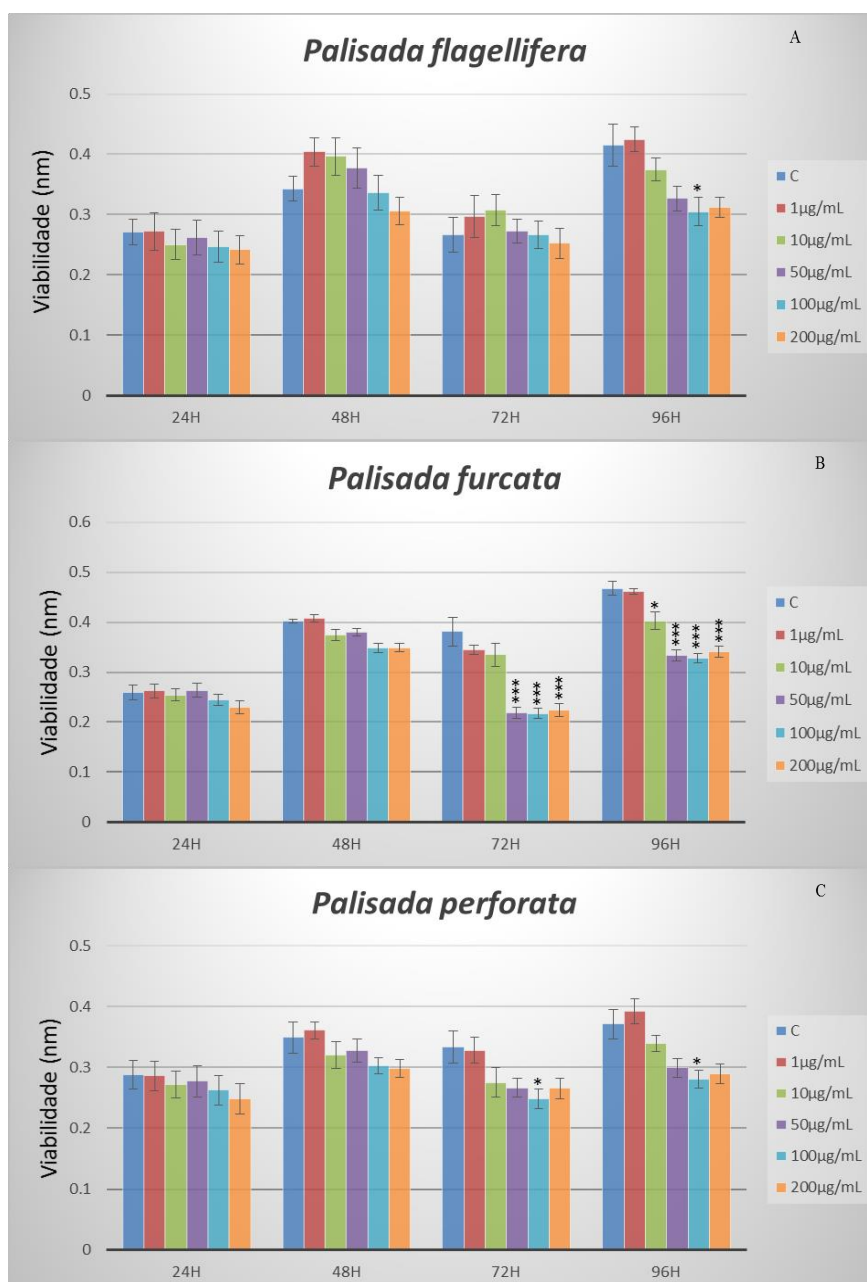 A
Palisada flagellifera
Viabilidade (nm)
0.5
0.4
0.3
0.2
0.1
0
*
24H
48H
72H
96H
C
1µg/mL
10µg/mL
50µg/mL
100µg/mL
200µg/mL
B
Palisada furcata
Viabilidade (nm)
0.6
0.5
0.4
0.3
0.2
0.1
0
***
***
***
*
***
***
***
24H
48H
72H
96H
C
1µg/mL
10µg/mL
50µg/mL
100µg/mL
200µg/mL
C
Palisada perforata
Viabilidade (nm)
0.5
0.4
0.3
0.2
0.1
0
*
*
24H
48H
72H
96H
C
1µg/mL
10µg/mL
50µg/mL
100µg/mL
200µg/mL